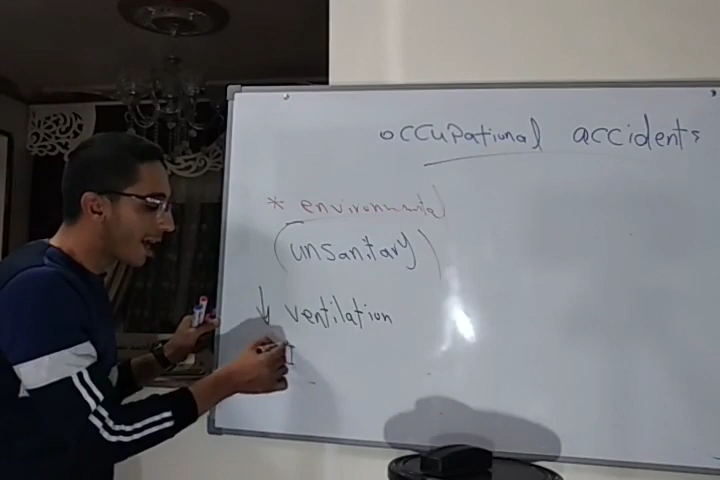 occupational accidents
* environmental
(unsanitary)
↓ ventilation
I